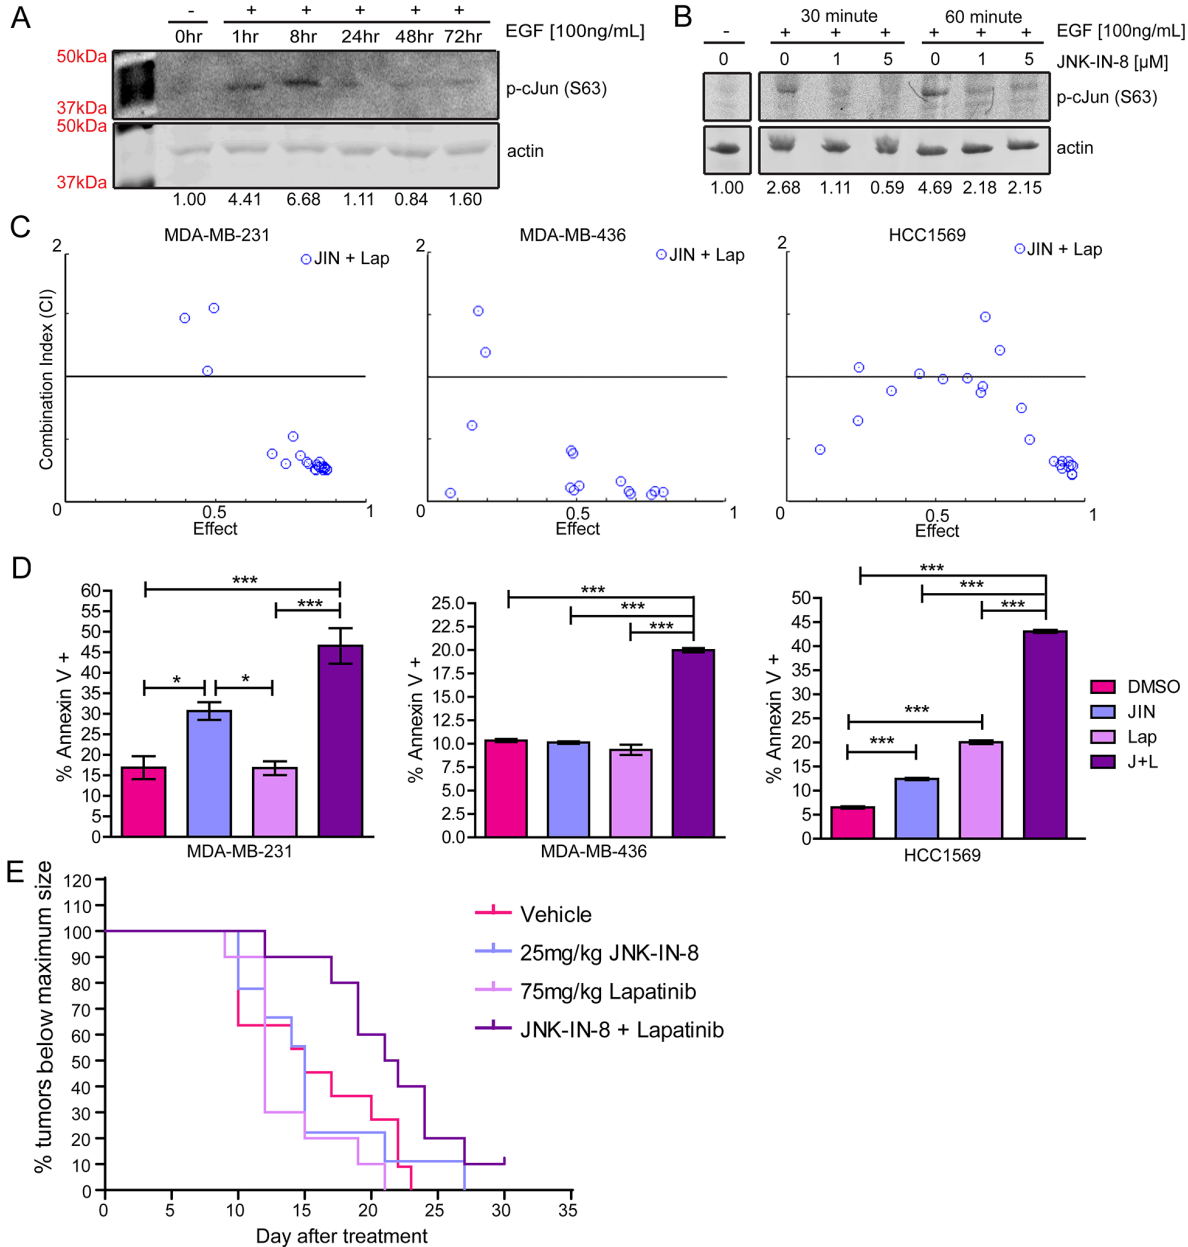 A
- + + + + +
0hr 1hr 8hr 24hr 48hr 72hr EGF [100ng/mL]
50kDa
p-cJun (S63)
37kDa
50kDa
actin
37kDa
1.00 4.41 6.68 1.11 0.84 1.60
B
30 minute 60 minute
- + + + + + + EGF [100ng/mL]
0 0 1 5 0 1 5 JNK-IN-8 [µM]
p-cJun (S63)
actin
1.00 2.68 1.11 0.59 4.69 2.18 2.15
C
MDA-MB-231
2
JIN + Lap
Combination Index (CI)
0 0.5 1
Effect
MDA-MB-436
2
JIN + Lap
0 0.5 1
Effect
HCC1569
2
JIN + Lap
0 0.5 1
Effect
D
% Annexin V +
60
55
50
45
40
35
30
25
20
15
10
5
0
***
***
* *
MDA-MB-231
% Annexin V +
25.0
22.5
20.0
17.5
15.0
12.5
10.0
7.5
5.0
2.5
0.0
***
***
***
MDA-MB-436
% Annexin V +
50
45
40
35
30
25
20
15
10
5
0
***
***
***
***
***
HCC1569
DMSO
JIN
Lap
J+L
E
% tumors below maximum size
120
110
100
90
80
70
60
50
40
30
20
10
0
0 5 10 15 20 25 30 35
Day after treatment
Vehicle
25mg/kg JNK-IN-8
75mg/kg Lapatinib
JNK-IN-8 + Lapatinib